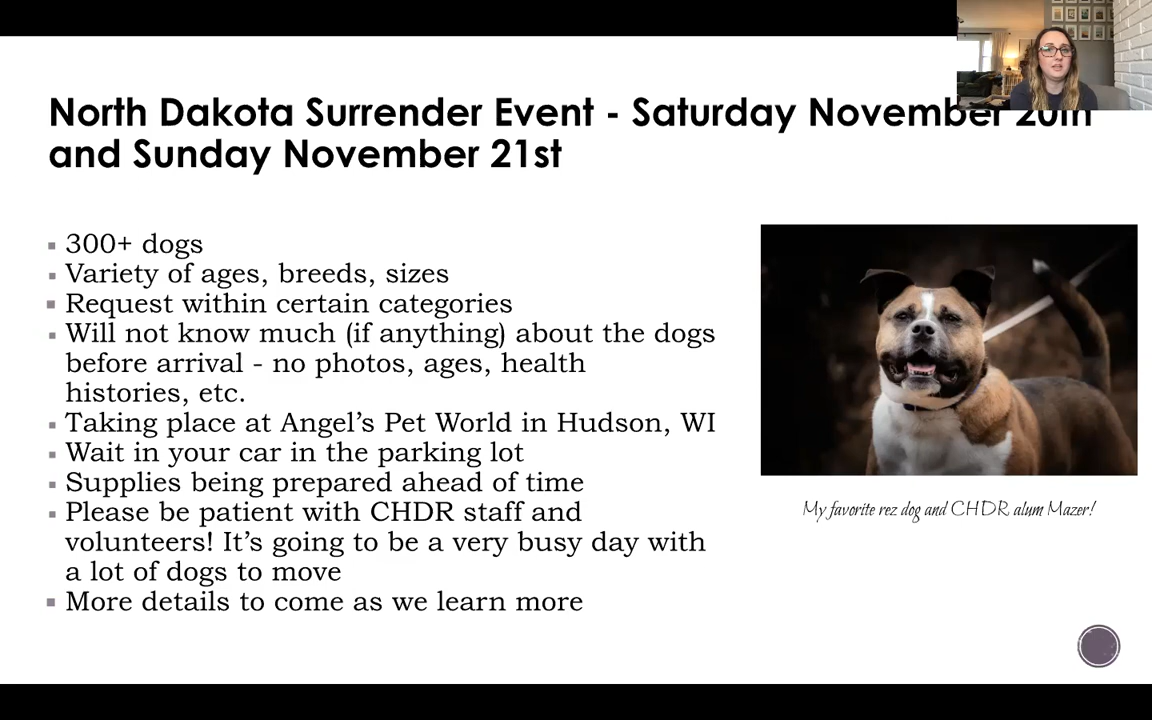 North Dakota Surrender Event - Saturday November 20th
and Sunday November 21st
300+ dogs
Variety of ages, breeds, sizes
Request within certain categories
Will not know much (if anything) about the dogs
before arrival - no photos, ages, health
histories, etc.
Taking place at Angel’s Pet World in Hudson, WI
Wait in your car in the parking lot
Supplies being prepared ahead of time
Please be patient with CHDR staff and
volunteers! It’s going to be a very busy day with
a lot of dogs to move
More details to come as we learn more
My favorite rez dog and CHDR alum Mazer!